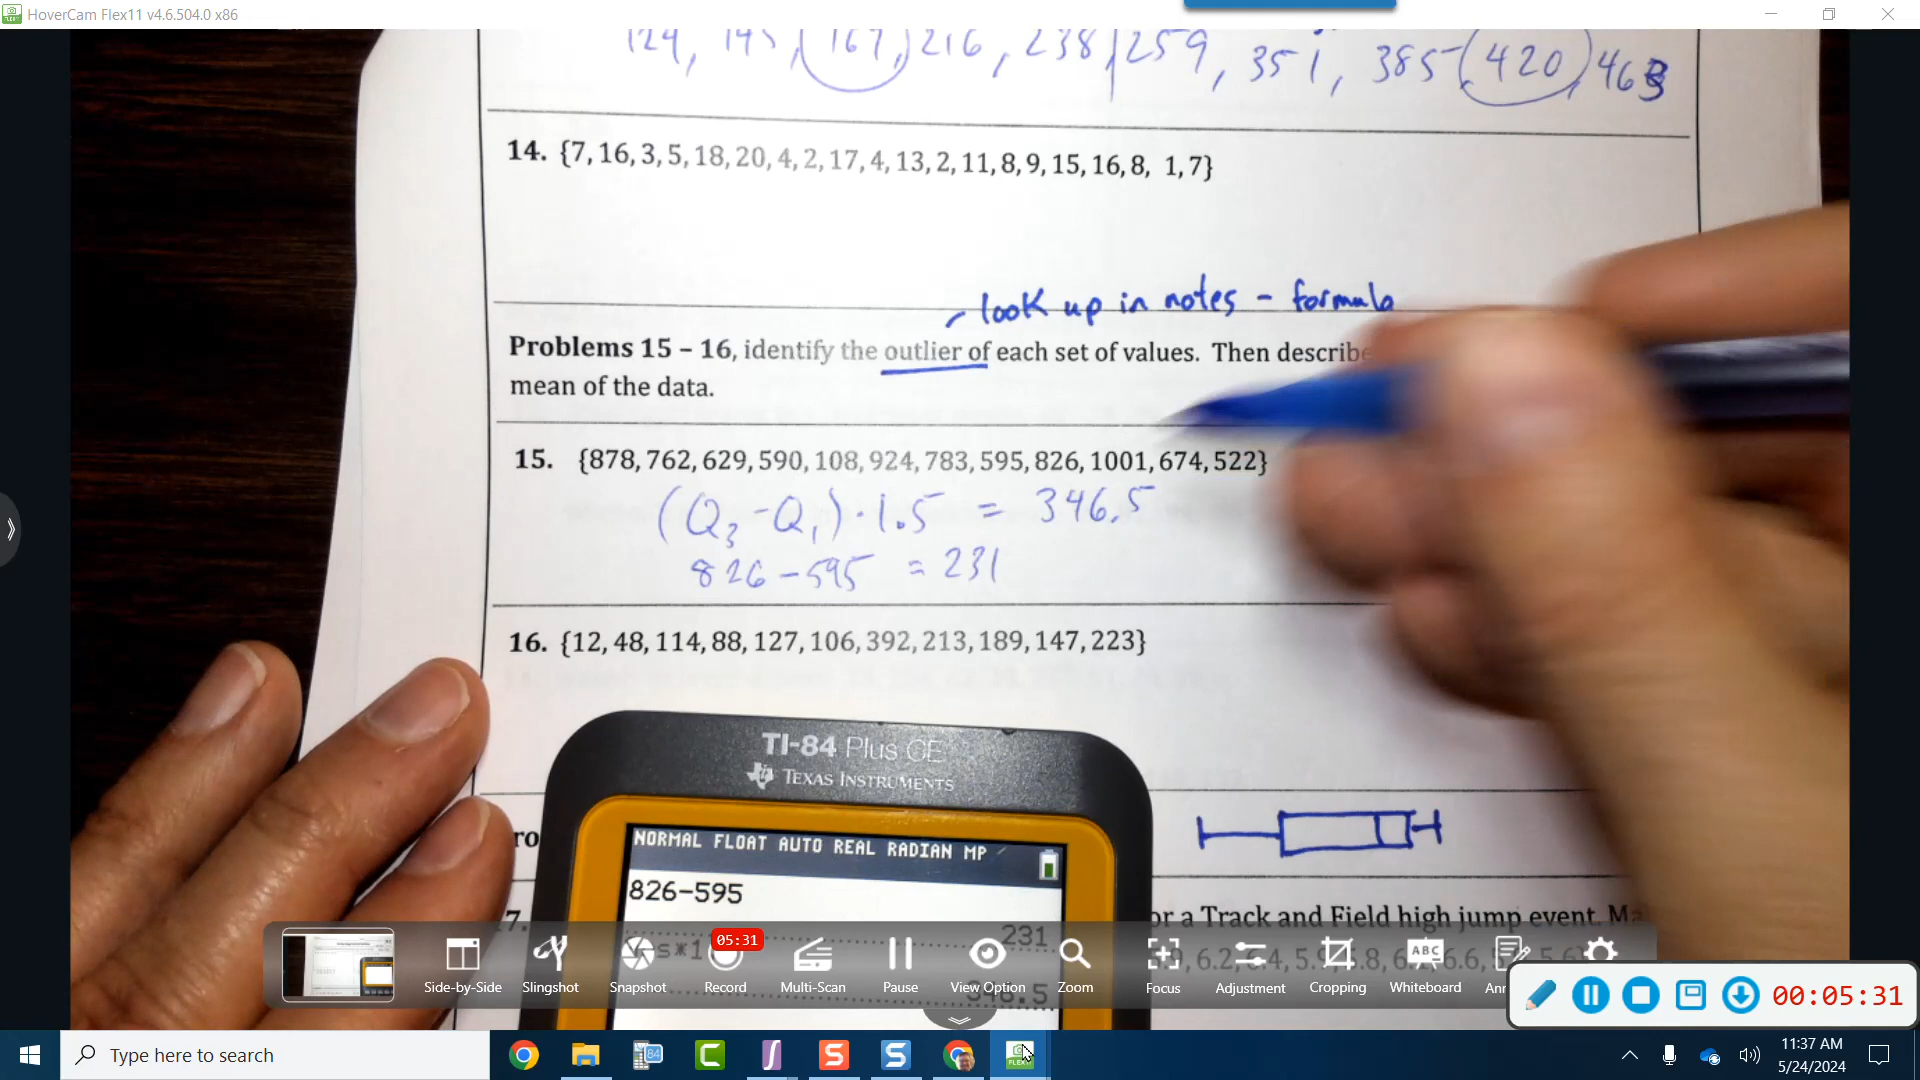 HoverCam Flex11 v4.6.504.0 x86
124, 145, 167, 216, 238 | 259, 351, 385 420, 463
14. {7, 16, 3, 5, 18, 20, 4, 2, 17, 4, 13, 2, 11, 8, 9, 15, 16, 8, 1, 7}
look up in notes - formula
Problems 15 – 16, identify the outlier of each set of values. Then describe
mean of the data.
15. {878, 762, 629, 590, 108, 924, 783, 595, 826, 1001, 674, 522}
(Q3 - Q1) · 1.5 = 346.5
826 - 595 = 231
16. {12, 48, 114, 88, 127, 106, 392, 213, 189, 147, 223}
TI-84 Plus CE
TEXAS INSTRUMENTS
NORMAL FLOAT AUTO REAL RADIAN MP
826-595
231
346.5
7. or a Track and Field high jump event.
05:31
Side-by-Side Slingshot Snapshot Record Multi-Scan Pause View Option Zoom Focus Adjustment Cropping Whiteboard
00:05:31
Type here to search
11:37 AM
5/24/2024